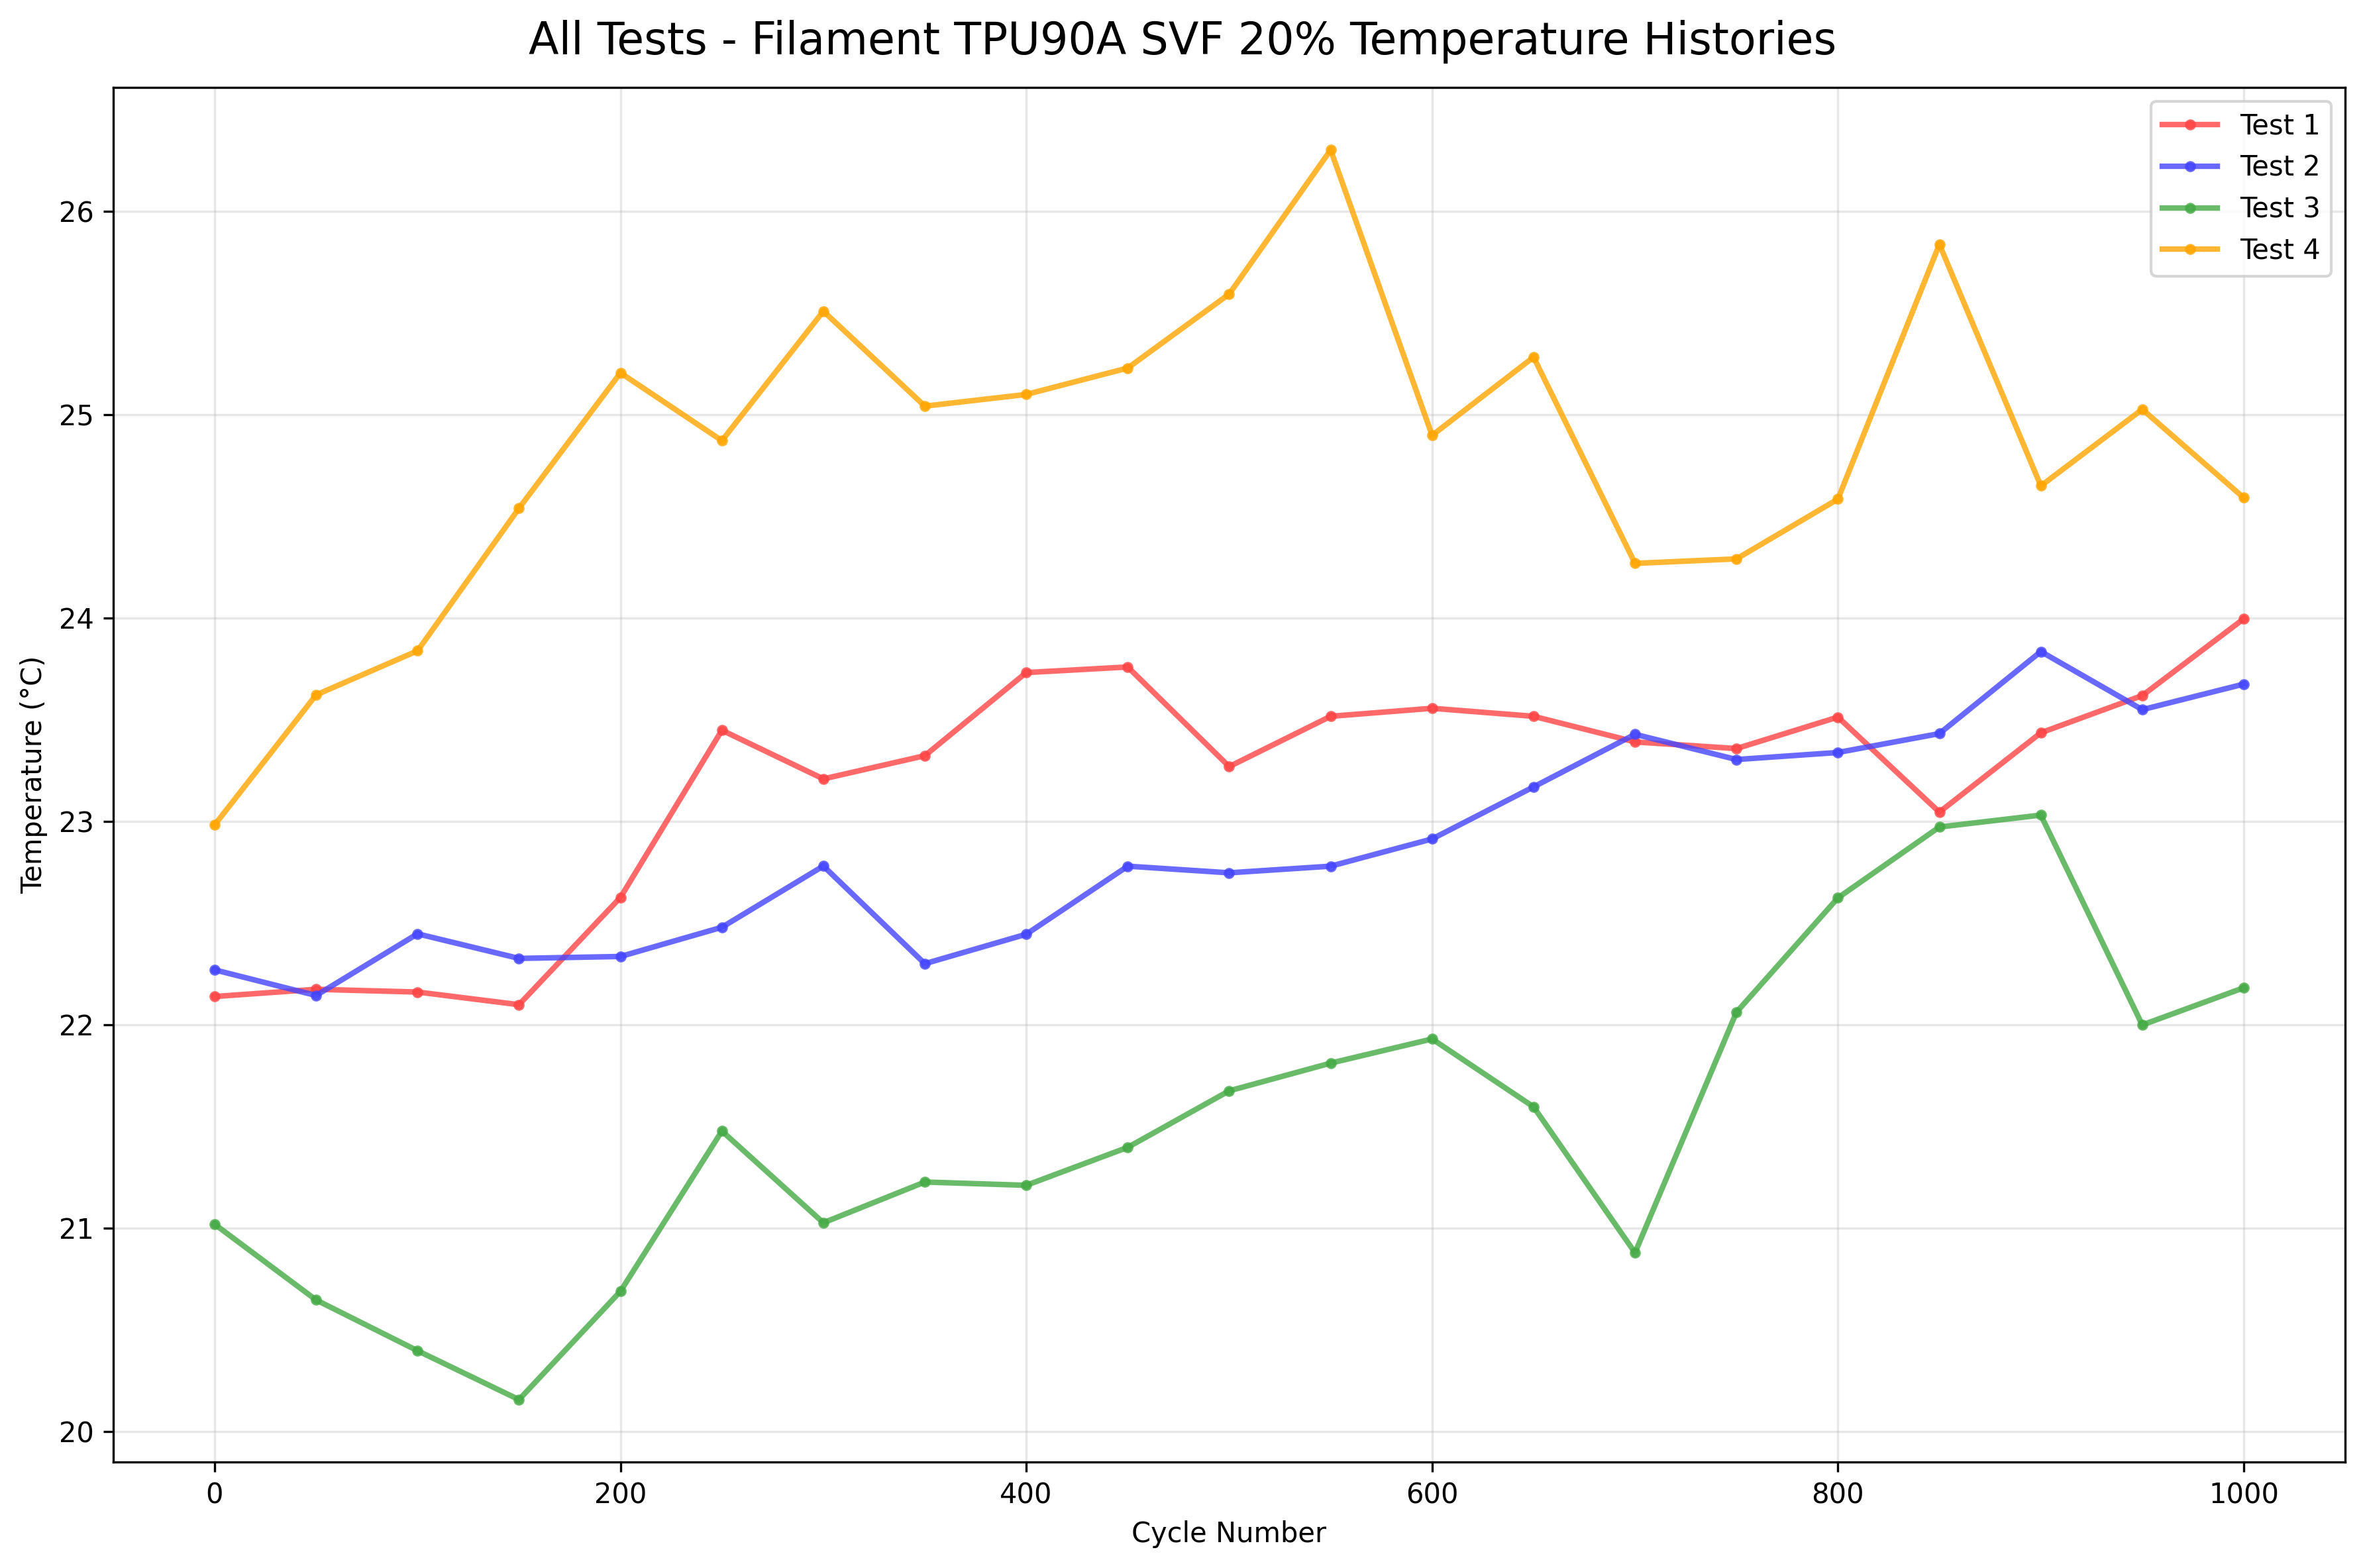 All Tests - Filament TPU90A SVF 20% Temperature Histories
Test 1
Test 2
Test 3
Test 4
26
25
24
23
22
21
20
Temperature (°C)
0 200 400 600 800 1000
Cycle Number